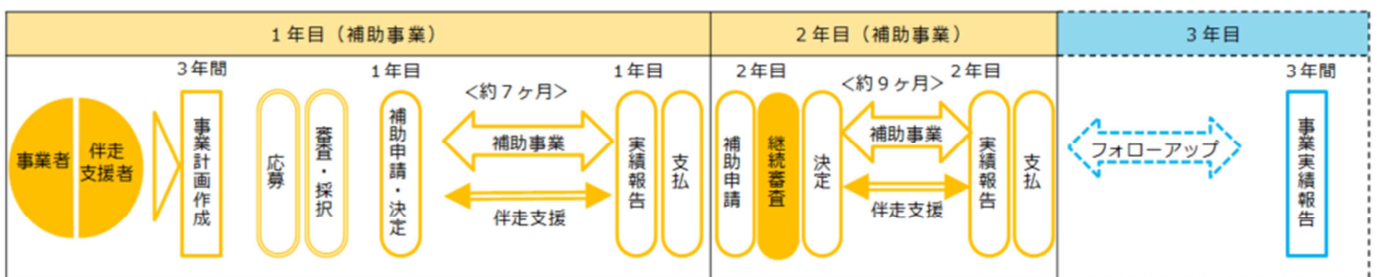 1年目(補助事業)
2年目(補助事業)
3年目
事業者
伴走
支援者
3年間
事業計画作成
応募
審査・採択
1年目
補助申請・決定
<約7ヶ月>
補助事業
伴走支援
1年目
実績報告
支払
2年目
補助申請
継続審査
決定
<約9ヶ月>
補助事業
伴走支援
2年目
実績報告
支払
フォローアップ
3年間
事業実績報告